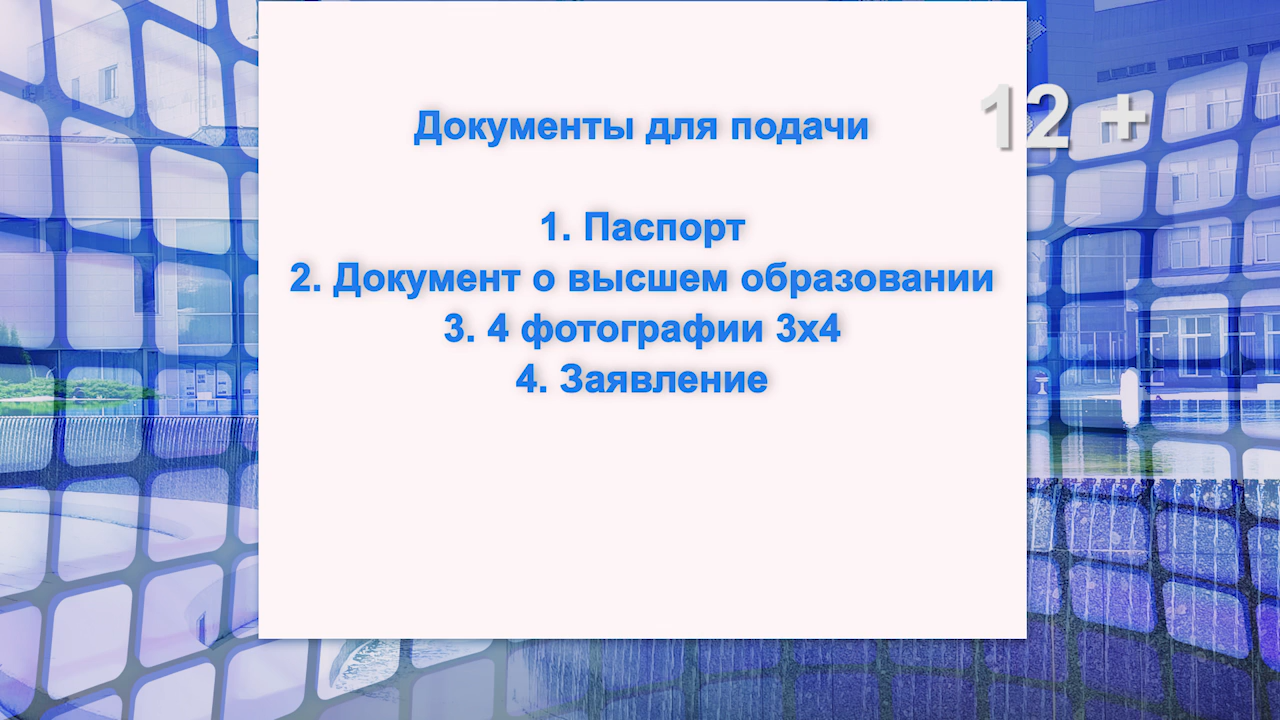 Документы для подачи
12 +
1. Паспорт
2. Документ о высшем образовании
3. 4 фотографии 3х4
4. Заявление